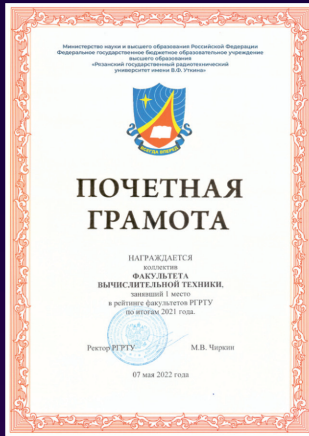 Министерство науки и высшего образования Российской Федерации
Федеральное государственное бюджетное образовательное учреждение
высшего образования
«Рязанский государственный радиотехнический
университет имени В.Ф. Уткина»
ПОЧЕТНАЯ
ГРАМОТА
НАГРАЖДАЕТСЯ
коллектив
ФАКУЛЬТЕТА
ВЫЧИСЛИТЕЛЬНОЙ ТЕХНИКИ,
занявший 1 место
в рейтинге факультетов РГРТУ
по итогам 2021 года.
Ректор РГРТУ М.В. Чиркин
07 мая 2022 года